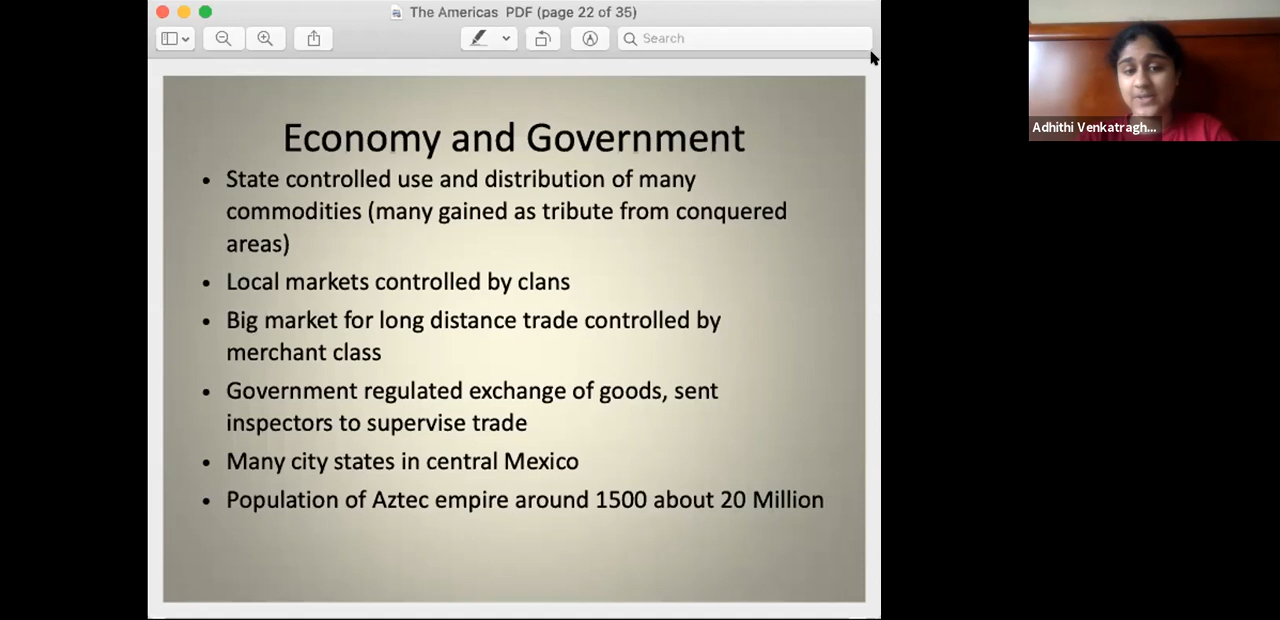 The Americas PDF (page 22 of 35)
Search
Adhithi Venkatragh...
Economy and Government
• State controlled use and distribution of many
commodities (many gained as tribute from conquered
areas)
• Local markets controlled by clans
• Big market for long distance trade controlled by
merchant class
• Government regulated exchange of goods, sent
inspectors to supervise trade
• Many city states in central Mexico
• Population of Aztec empire around 1500 about 20 Million